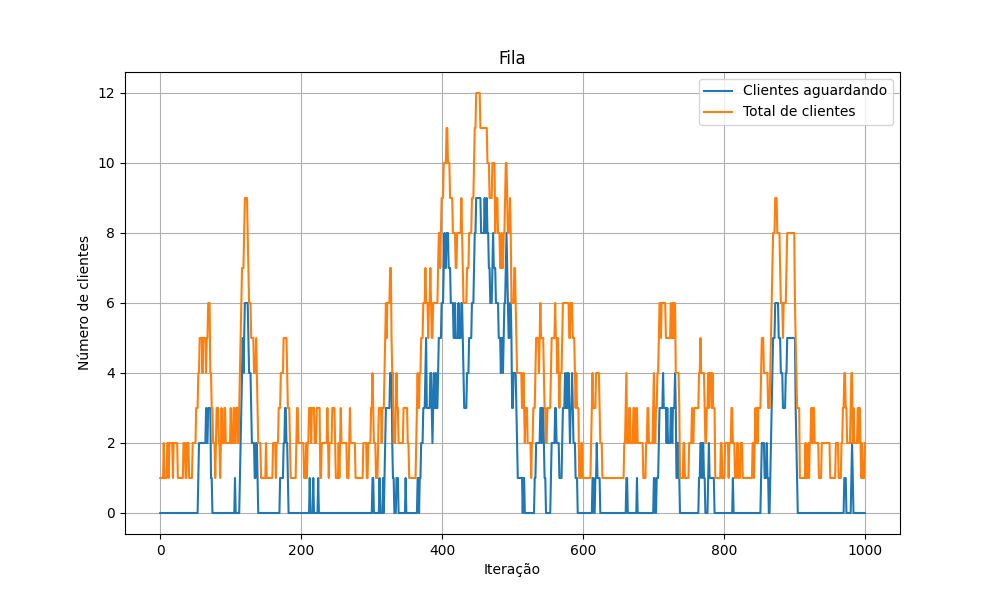 Fila
Clientes aguardando
Total de clientes
Número de clientes
12
10
8
6
4
2
0
0 200 400 600 800 1000
Iteração